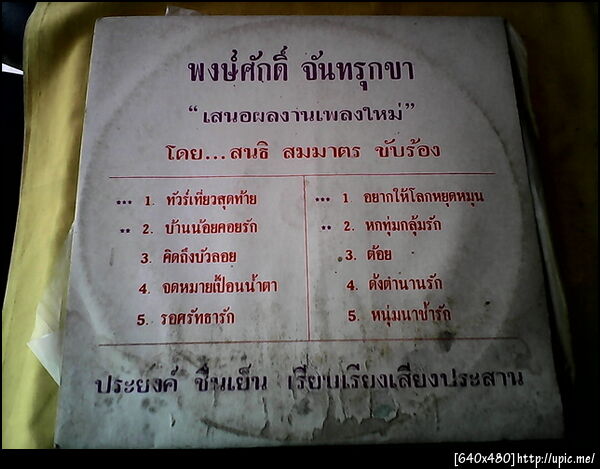 พงษ์ศักดิ์ จันทรุกขา
“เสนอผลงานเพลงใหม่”
โดย...สนธิ สมมาตร ขับร้อง
... 1. ทัวร์เที่ยวสุดท้าย
.. 2. บ้านน้อยคอยรัก
3. คิดถึงบัวลอย
4. จดหมายเปื้อนน้ำตา
5. รอศรัทธารัก
... 1 อยากให้โลกหยุดหมุน
.. 2. หกทุ่มกลุ้มรัก
. 3. ต้อย
4. ดั่งตำนานรัก
5. หนุ่มนาช้ำรัก
ประยงค์ ชื่นเย็น เรียบเรียงเสียงประสาน
[640x480]http://upic.me/